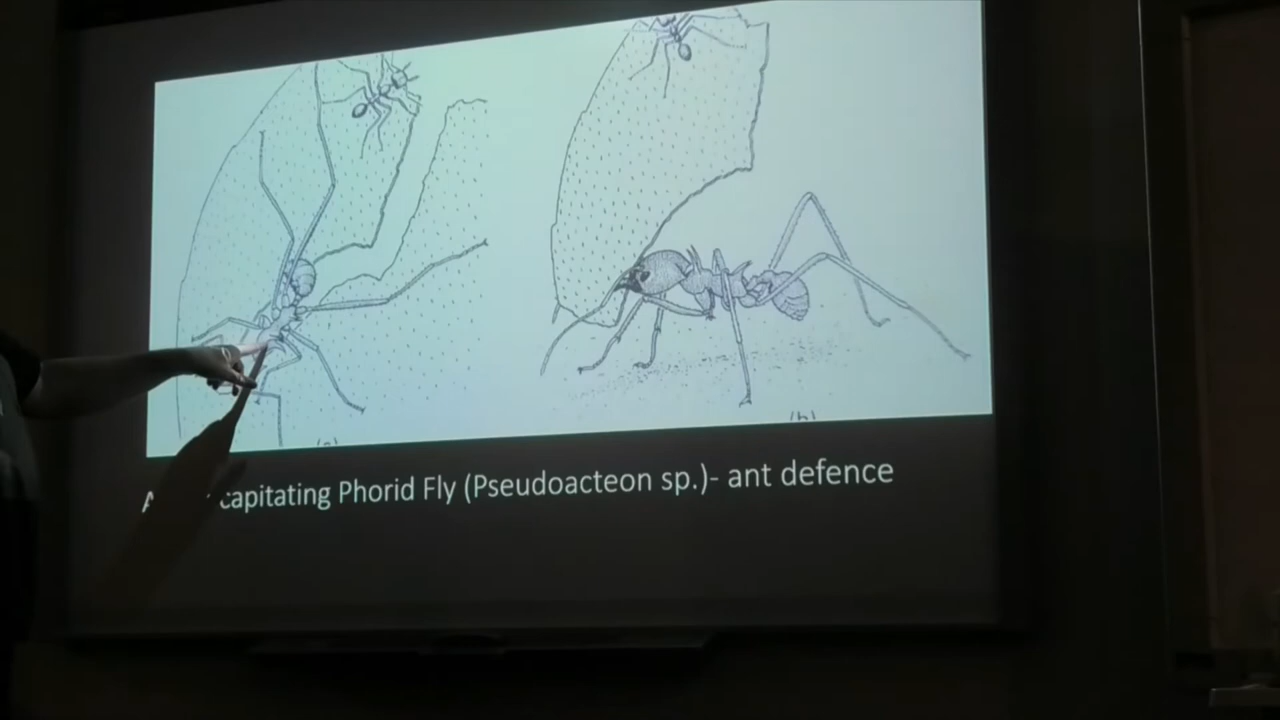 (a)
(b)
capitating Phorid Fly (Pseudoacteon sp.)- ant defence